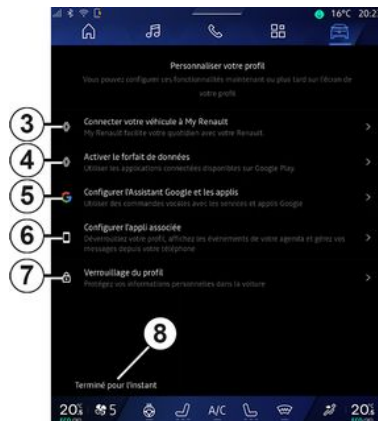 16°C 20:2
Personnaliser votre profil
Vous pouvez configurer ces fonctionnalités maintenant ou plus tard sur l'écran de
votre profil
3
Connecter votre véhicule à My Renault
My Renault facilite votre quotidien avec votre Renault
4
Activer le forfait de données
Utiliser les applications connectées disponibles sur Google Play
5
G
Configurer l'Assistant Google et les applis
Utiliser des commandes vocales avec les services et applis Google
6
Configurer l'appli associée
Déverrouillez votre profil, affichez les événements de votre agenda et gérez vos
messages depuis votre téléphone
7
Verrouillage du profil
Protégez vos informations personnelles dans la voiture
8
Terminé pour l'instant
20 5 A/C 20